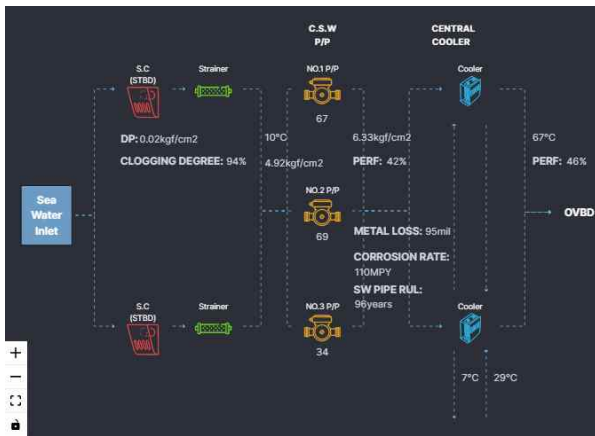 C.S.W
P/P
CENTRAL
COOLER
S.C
(STBD)
Strainer
NO.1 P/P
Cooler
67
DP: 0.02kgf/cm2
CLOGGING DEGREE: 94%
10°C
4.92kgf/cm2
6.33kgf/cm2
PERF: 42%
67°C
PERF: 46%
Sea
Water
Inlet
NO.2 P/P
69
OVBD
METAL LOSS: 95mil
CORROSION RATE:
110MPY
SW PIPE RUL:
96years
S.C
(STBD)
Strainer
NO.3 P/P
Cooler
34
7°C
29°C